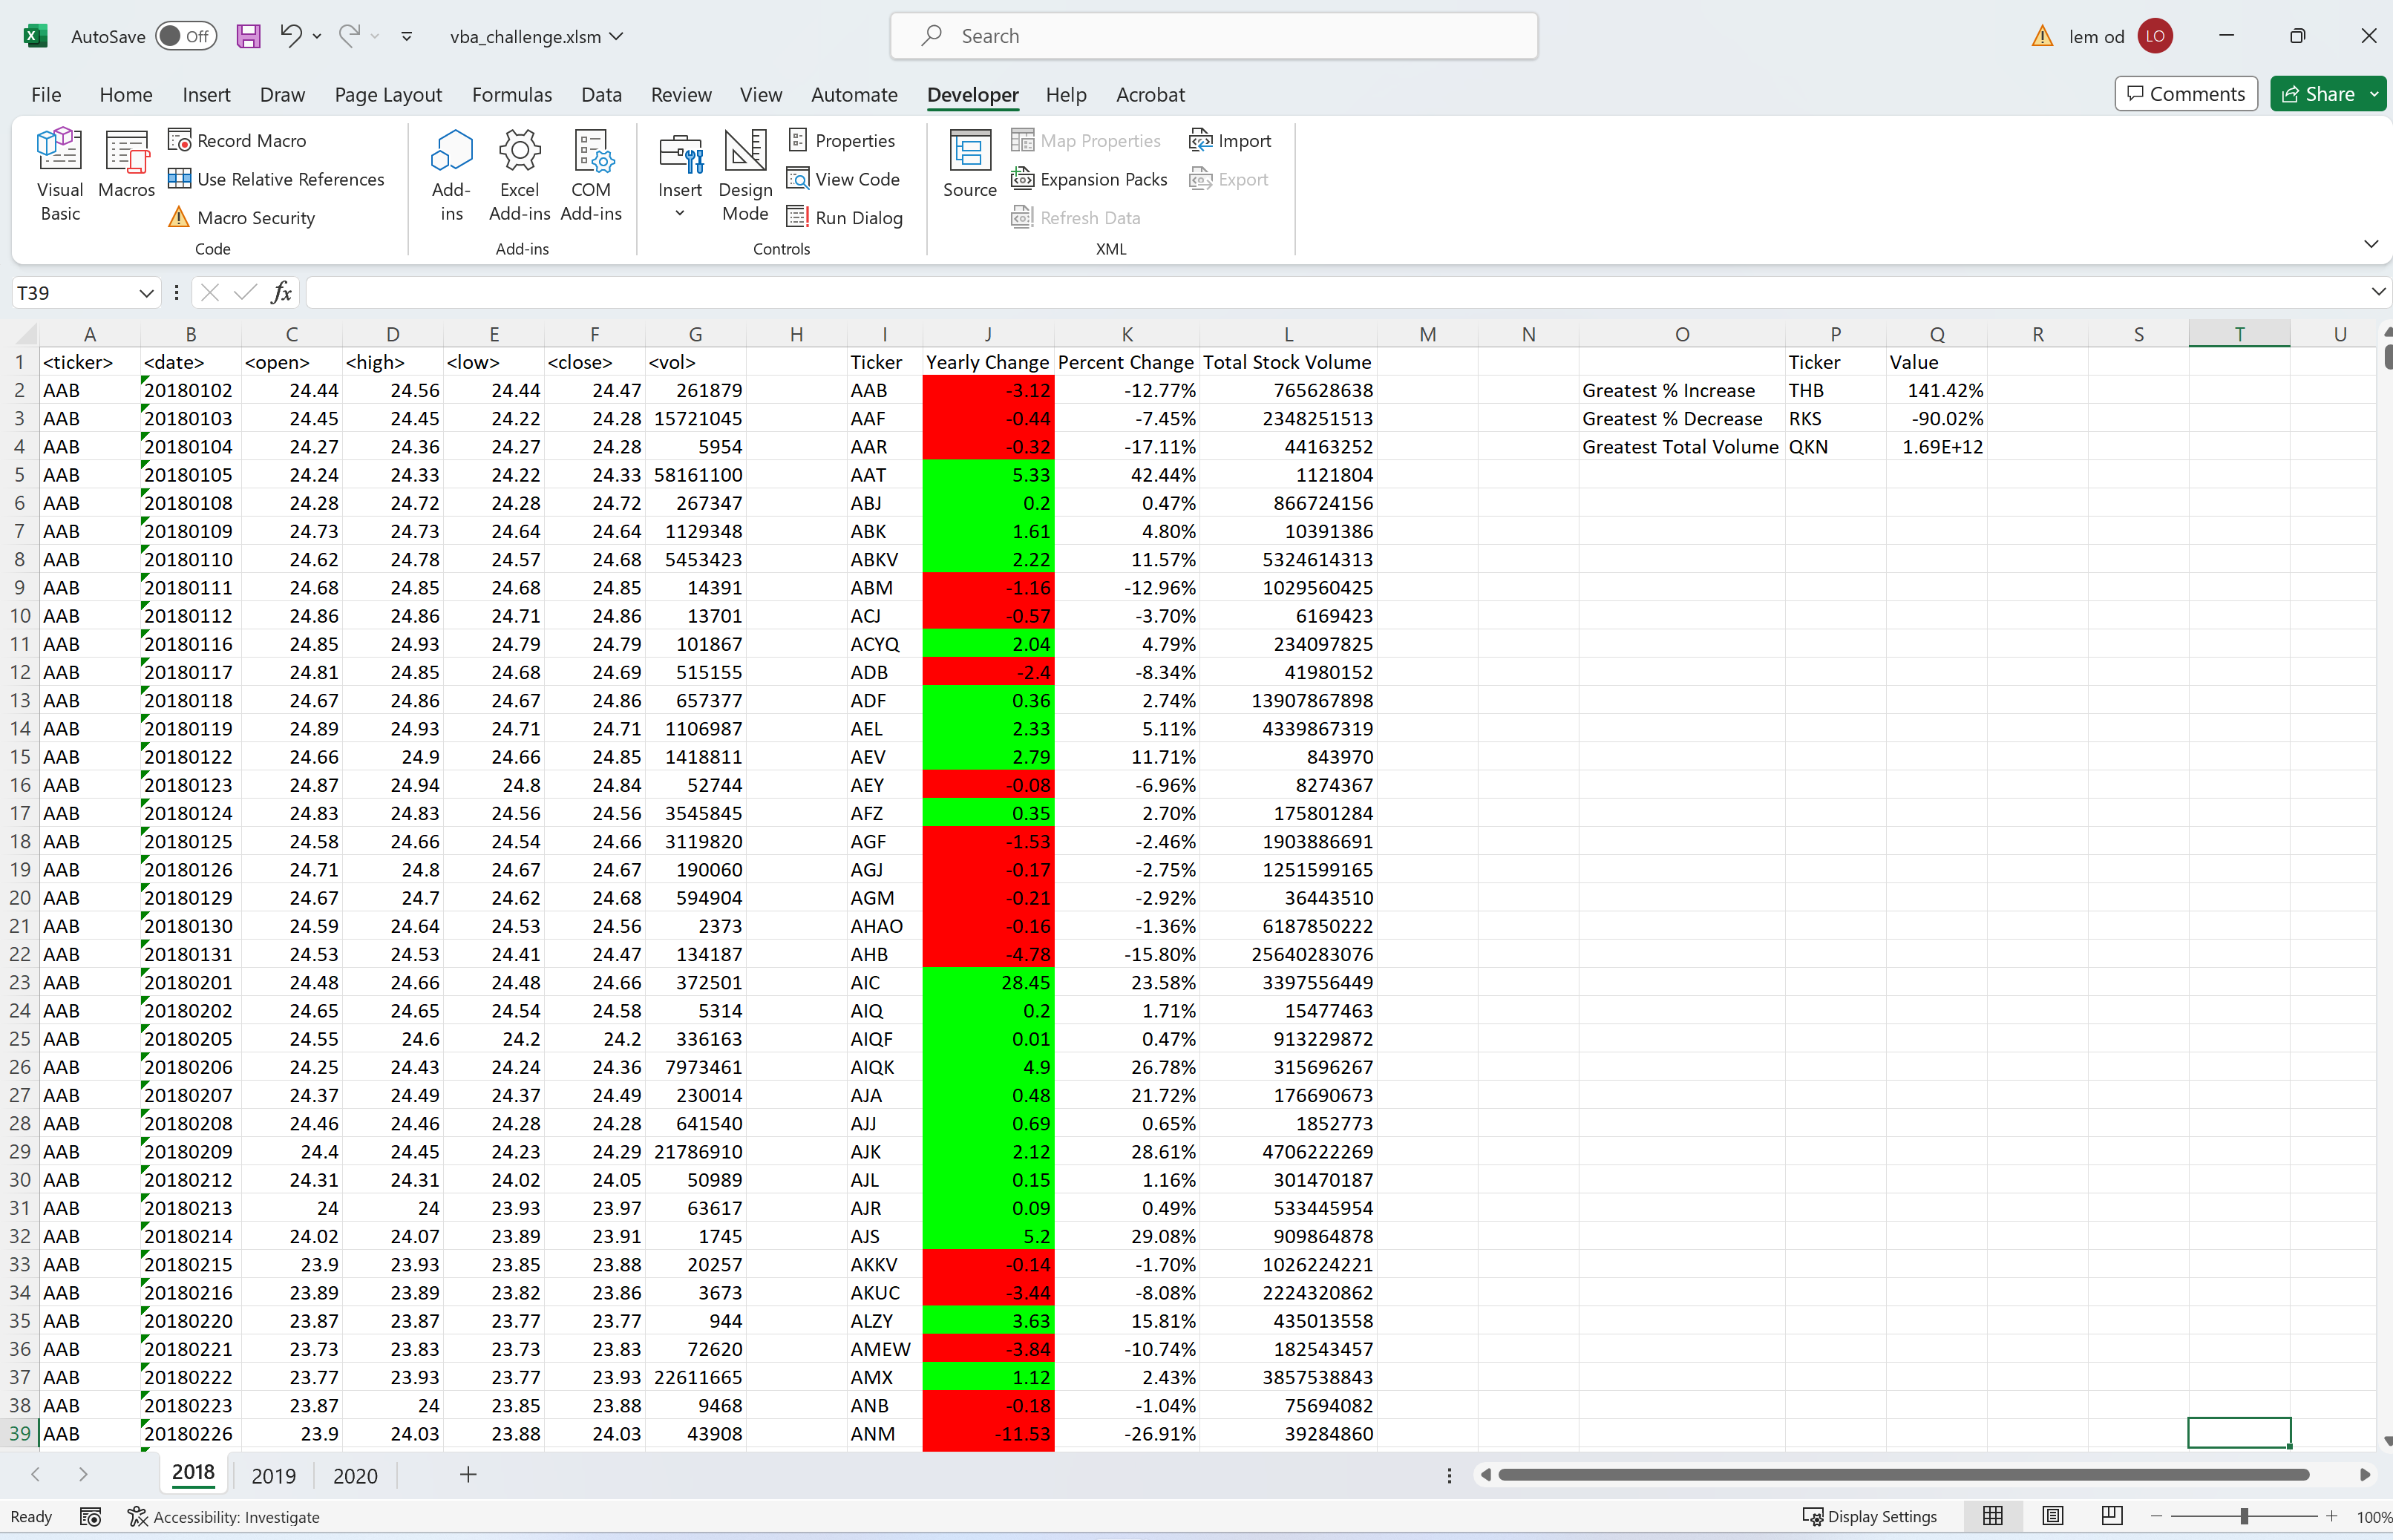 AutoSave Off vba_challenge.xlsm Search lem od LO
File Home Insert Draw Page Layout Formulas Data Review View Automate Developer Help Acrobat Comments Share
Visual Basic Macros Record Macro Use Relative References Macro Security Code
Add-ins Excel Add-ins COM Add-ins Add-ins
Insert Design Mode Properties View Code Run Dialog Controls
Source Map Properties Expansion Packs Refresh Data Import Export XML
T39 fx
A B C D E F G H I J K L M N O P Q R S T U
1 <ticker> <date> <open> <high> <low> <close> <vol> Ticker Yearly Change Percent Change Total Stock Volume Ticker Value
2 AAB 20180102 24.44 24.56 24.44 24.47 261879 AAB -3.12 -12.77% 765628638 Greatest % Increase THB 141.42%
3 AAB 20180103 24.45 24.45 24.22 24.28 15721045 AAF -0.44 -7.45% 2348251513 Greatest % Decrease RKS -90.02%
4 AAB 20180104 24.27 24.36 24.27 24.28 5954 AAR -0.32 -17.11% 44163252 Greatest Total Volume QKN 1.69E+12
5 AAB 20180105 24.24 24.33 24.22 24.33 58161100 AAT 5.33 42.44% 1121804
6 AAB 20180108 24.28 24.72 24.28 24.72 267347 ABJ 0.2 0.47% 866724156
7 AAB 20180109 24.73 24.73 24.64 24.64 1129348 ABK 1.61 4.80% 10391386
8 AAB 20180110 24.62 24.78 24.57 24.68 5453423 ABKV 2.22 11.57% 5324614313
9 AAB 20180111 24.68 24.85 24.68 24.85 14391 ABM -1.16 -12.96% 1029560425
10 AAB 20180112 24.86 24.86 24.71 24.86 13701 ACJ -0.57 -3.70% 6169423
11 AAB 20180116 24.85 24.93 24.79 24.79 101867 ACYQ 2.04 4.79% 234097825
12 AAB 20180117 24.81 24.85 24.68 24.69 515155 ADB -2.4 -8.34% 41980152
13 AAB 20180118 24.67 24.86 24.67 24.86 657377 ADF 0.36 2.74% 13907867898
14 AAB 20180119 24.89 24.93 24.71 24.71 1106987 AEL 2.33 5.11% 4339867319
15 AAB 20180122 24.66 24.9 24.66 24.85 1418811 AEV 2.79 11.71% 843970
16 AAB 20180123 24.87 24.94 24.8 24.84 52744 AEY -0.08 -6.96% 8274367
17 AAB 20180124 24.83 24.83 24.56 24.56 3545845 AFZ 0.35 2.70% 175801284
18 AAB 20180125 24.58 24.66 24.54 24.66 3119820 AGF -1.53 -2.46% 1903886691
19 AAB 20180126 24.71 24.8 24.67 24.67 190060 AGJ -0.17 -2.75% 1251599165
20 AAB 20180129 24.67 24.7 24.62 24.68 594904 AGM -0.21 -2.92% 36443510
21 AAB 20180130 24.59 24.64 24.53 24.56 2373 AHAO -0.16 -1.36% 6187850222
22 AAB 20180131 24.53 24.53 24.41 24.47 134187 AHB -4.78 -15.80% 25640283076
23 AAB 20180201 24.48 24.66 24.48 24.66 372501 AIC 28.45 23.58% 3397556449
24 AAB 20180202 24.65 24.65 24.54 24.58 5314 AIQ 0.2 1.71% 15477463
25 AAB 20180205 24.55 24.6 24.2 24.2 336163 AIQF 0.01 0.47% 913229872
26 AAB 20180206 24.25 24.43 24.24 24.36 7973461 AIQK 4.9 26.78% 315696267
27 AAB 20180207 24.37 24.49 24.37 24.49 230014 AJA 0.48 21.72% 176690673
28 AAB 20180208 24.46 24.46 24.28 24.28 641540 AJJ 0.69 0.65% 1852773
29 AAB 20180209 24.4 24.45 24.23 24.29 21786910 AJK 2.12 28.61% 4706222269
30 AAB 20180212 24.31 24.31 24.02 24.05 50989 AJL 0.15 1.16% 301470187
31 AAB 20180213 24 24 23.93 23.97 63617 AJR 0.09 0.49% 533445954
32 AAB 20180214 24.02 24.07 23.89 23.91 1745 AJS 5.2 29.08% 909864878
33 AAB 20180215 23.9 23.93 23.85 23.88 20257 AKKV -0.14 -1.70% 1026224221
34 AAB 20180216 23.89 23.89 23.82 23.86 3673 AKUC -3.44 -8.08% 2224320862
35 AAB 20180220 23.87 23.87 23.77 23.77 944 ALZY 3.63 15.81% 435013558
36 AAB 20180221 23.73 23.83 23.73 23.83 72620 AMEW -3.84 -10.74% 182543457
37 AAB 20180222 23.77 23.93 23.77 23.93 22611665 AMX 1.12 2.43% 3857538843
38 AAB 20180223 23.87 24 23.85 23.88 9468 ANB -0.18 -1.04% 75694082
39 AAB 20180226 23.9 24.03 23.88 24.03 43908 ANM -11.53 -26.91% 39284860
2018 2019 2020
Ready Accessibility: Investigate Display Settings 100%